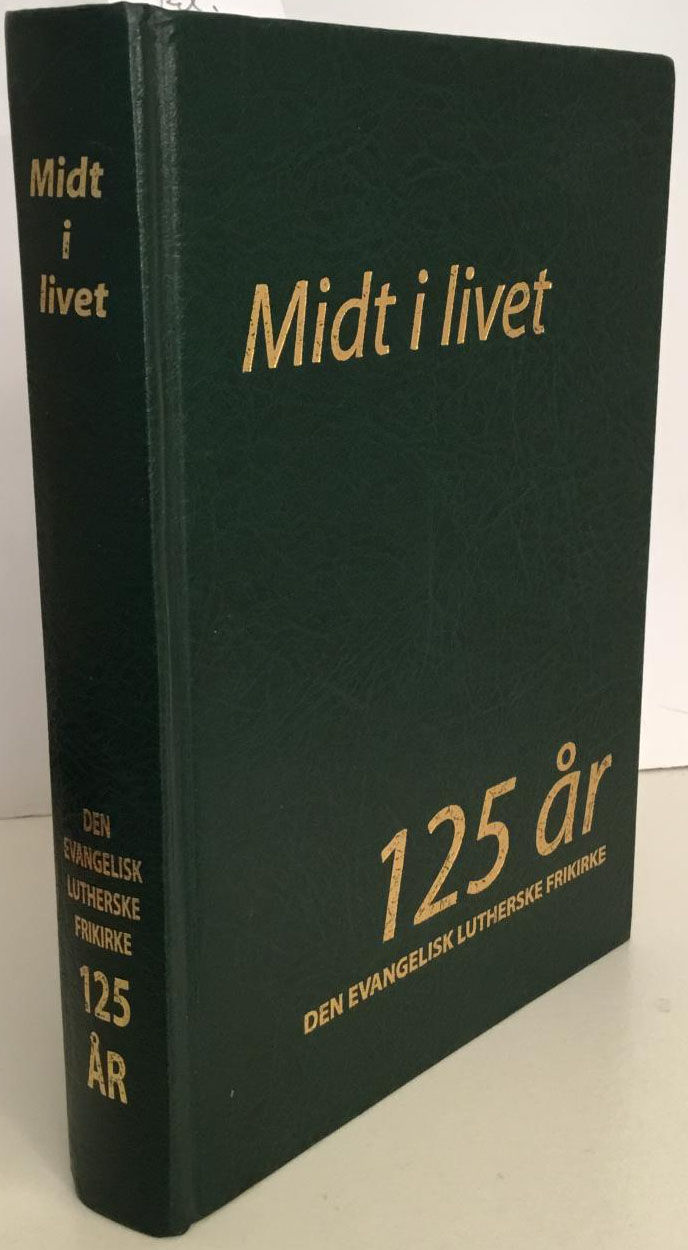 Midt
i
livet
DEN
EVANGELISK
LUTHERSKE
FRIKIRKE
125
ÅR
Midt i livet
125 år
DEN EVANGELISK LUTHERSKE FRIKIRKE